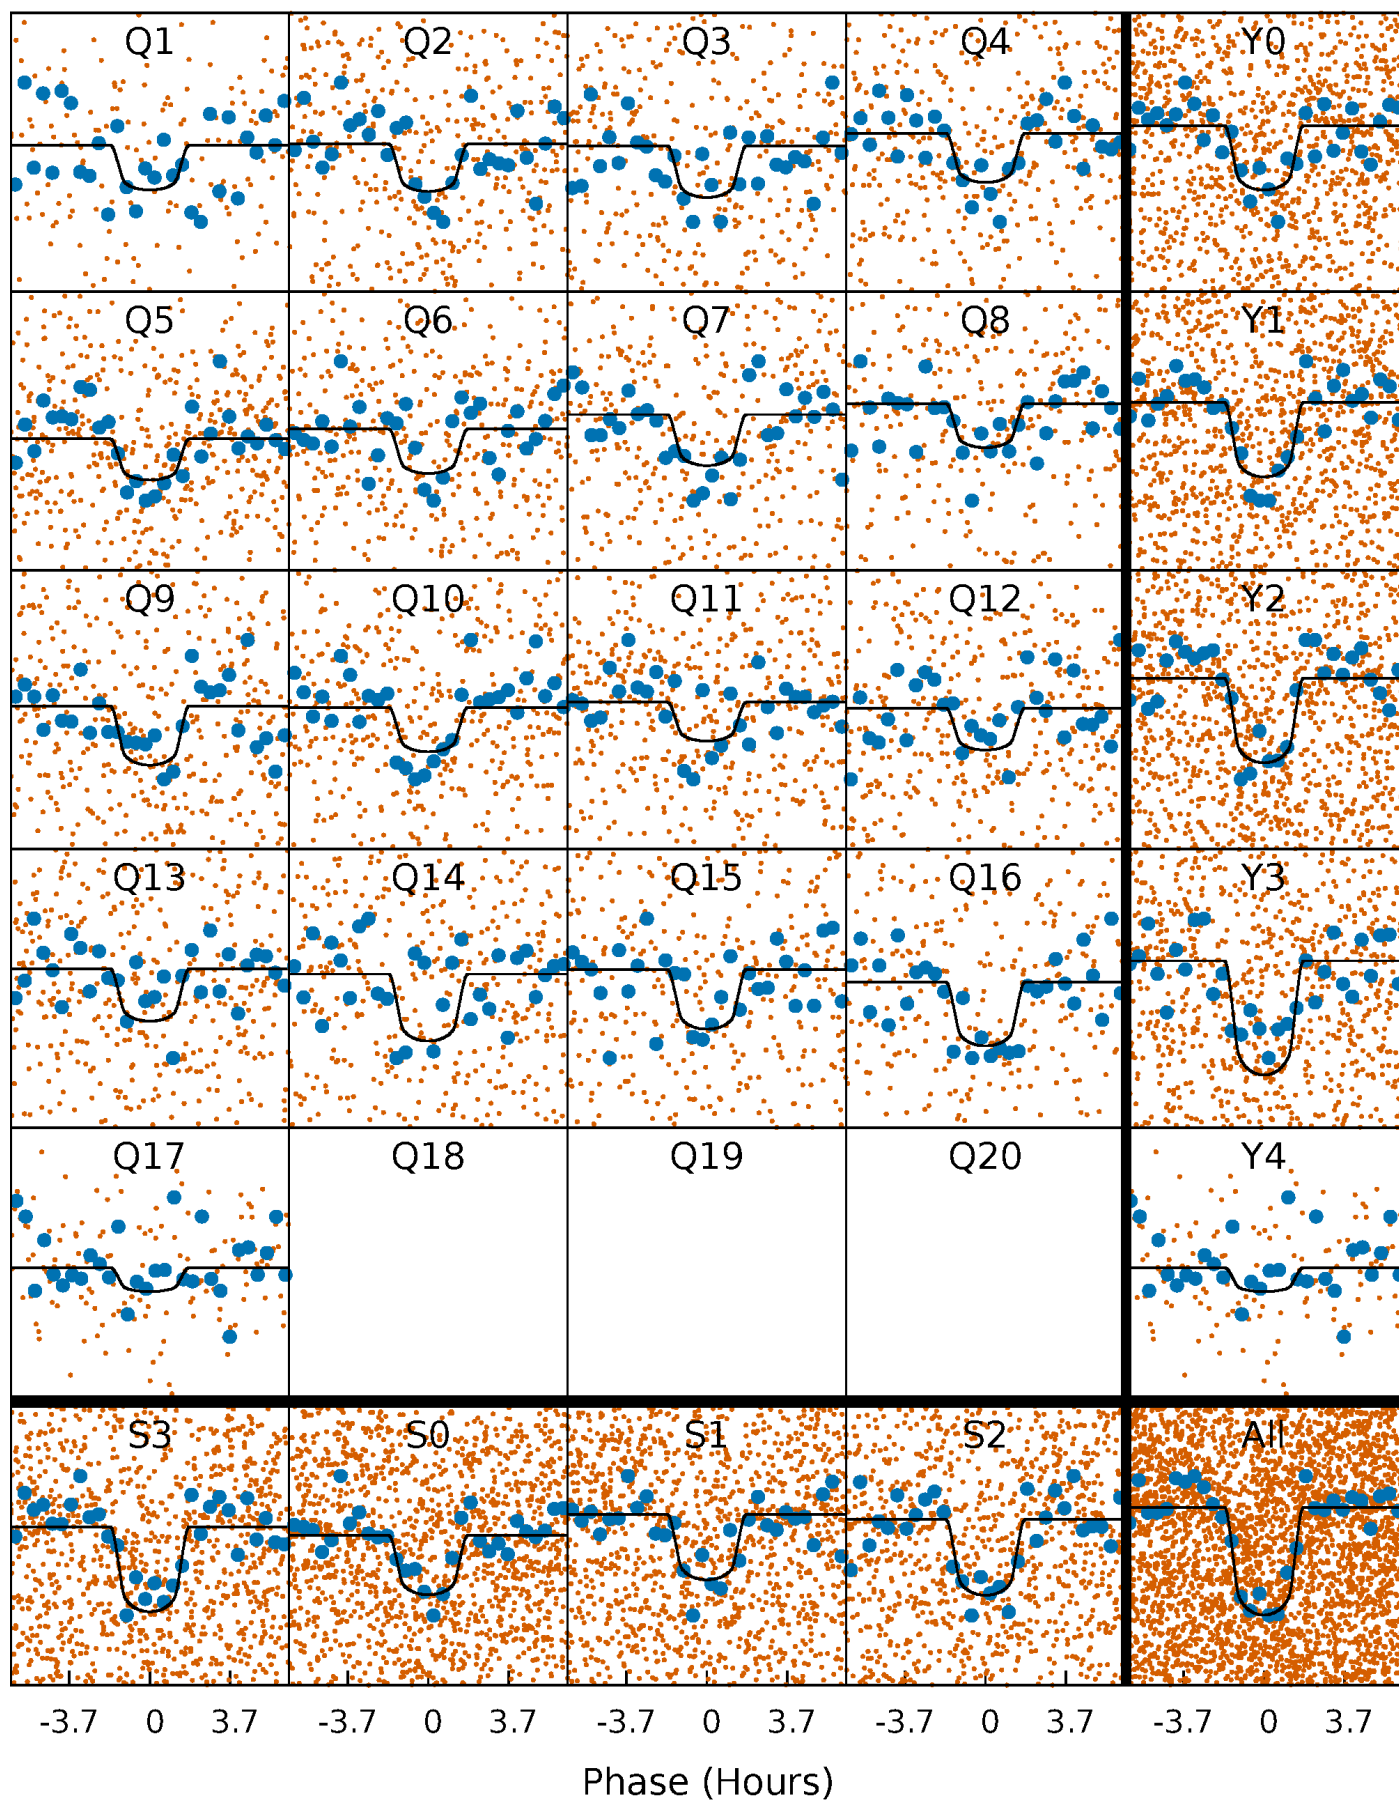 Q1 Q2 Q3 Q4 Y0
Q5 Q6 Q7 Q8 Y1
Q9 Q10 Q11 Q12 Y2
Q13 Q14 Q15 Q16 Y3
Q17 Q18 Q19 Q20 Y4
S3 S0 S1 S2 All
-3.7 0 3.7 -3.7 0 3.7 -3.7 0 3.7 -3.7 0 3.7 -3.7 0 3.7
Phase (Hours)